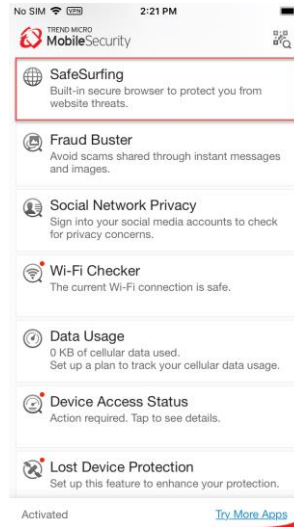 No SIM VPN 2:21 PM
TREND MICRO
MobileSecurity
SafeSurfing
Built-in secure browser to protect you from
website threats.
Fraud Buster
Avoid scams shared through instant messages
and images.
Social Network Privacy
Sign into your social media accounts to check
for privacy concerns.
Wi-Fi Checker
The current Wi-Fi connection is safe.
Data Usage
0 KB of cellular data used.
Set up a plan to track your cellular data usage.
Device Access Status
Action required. Tap to see details.
Lost Device Protection
Set up this feature to enhance your protection.
Activated Try More Apps